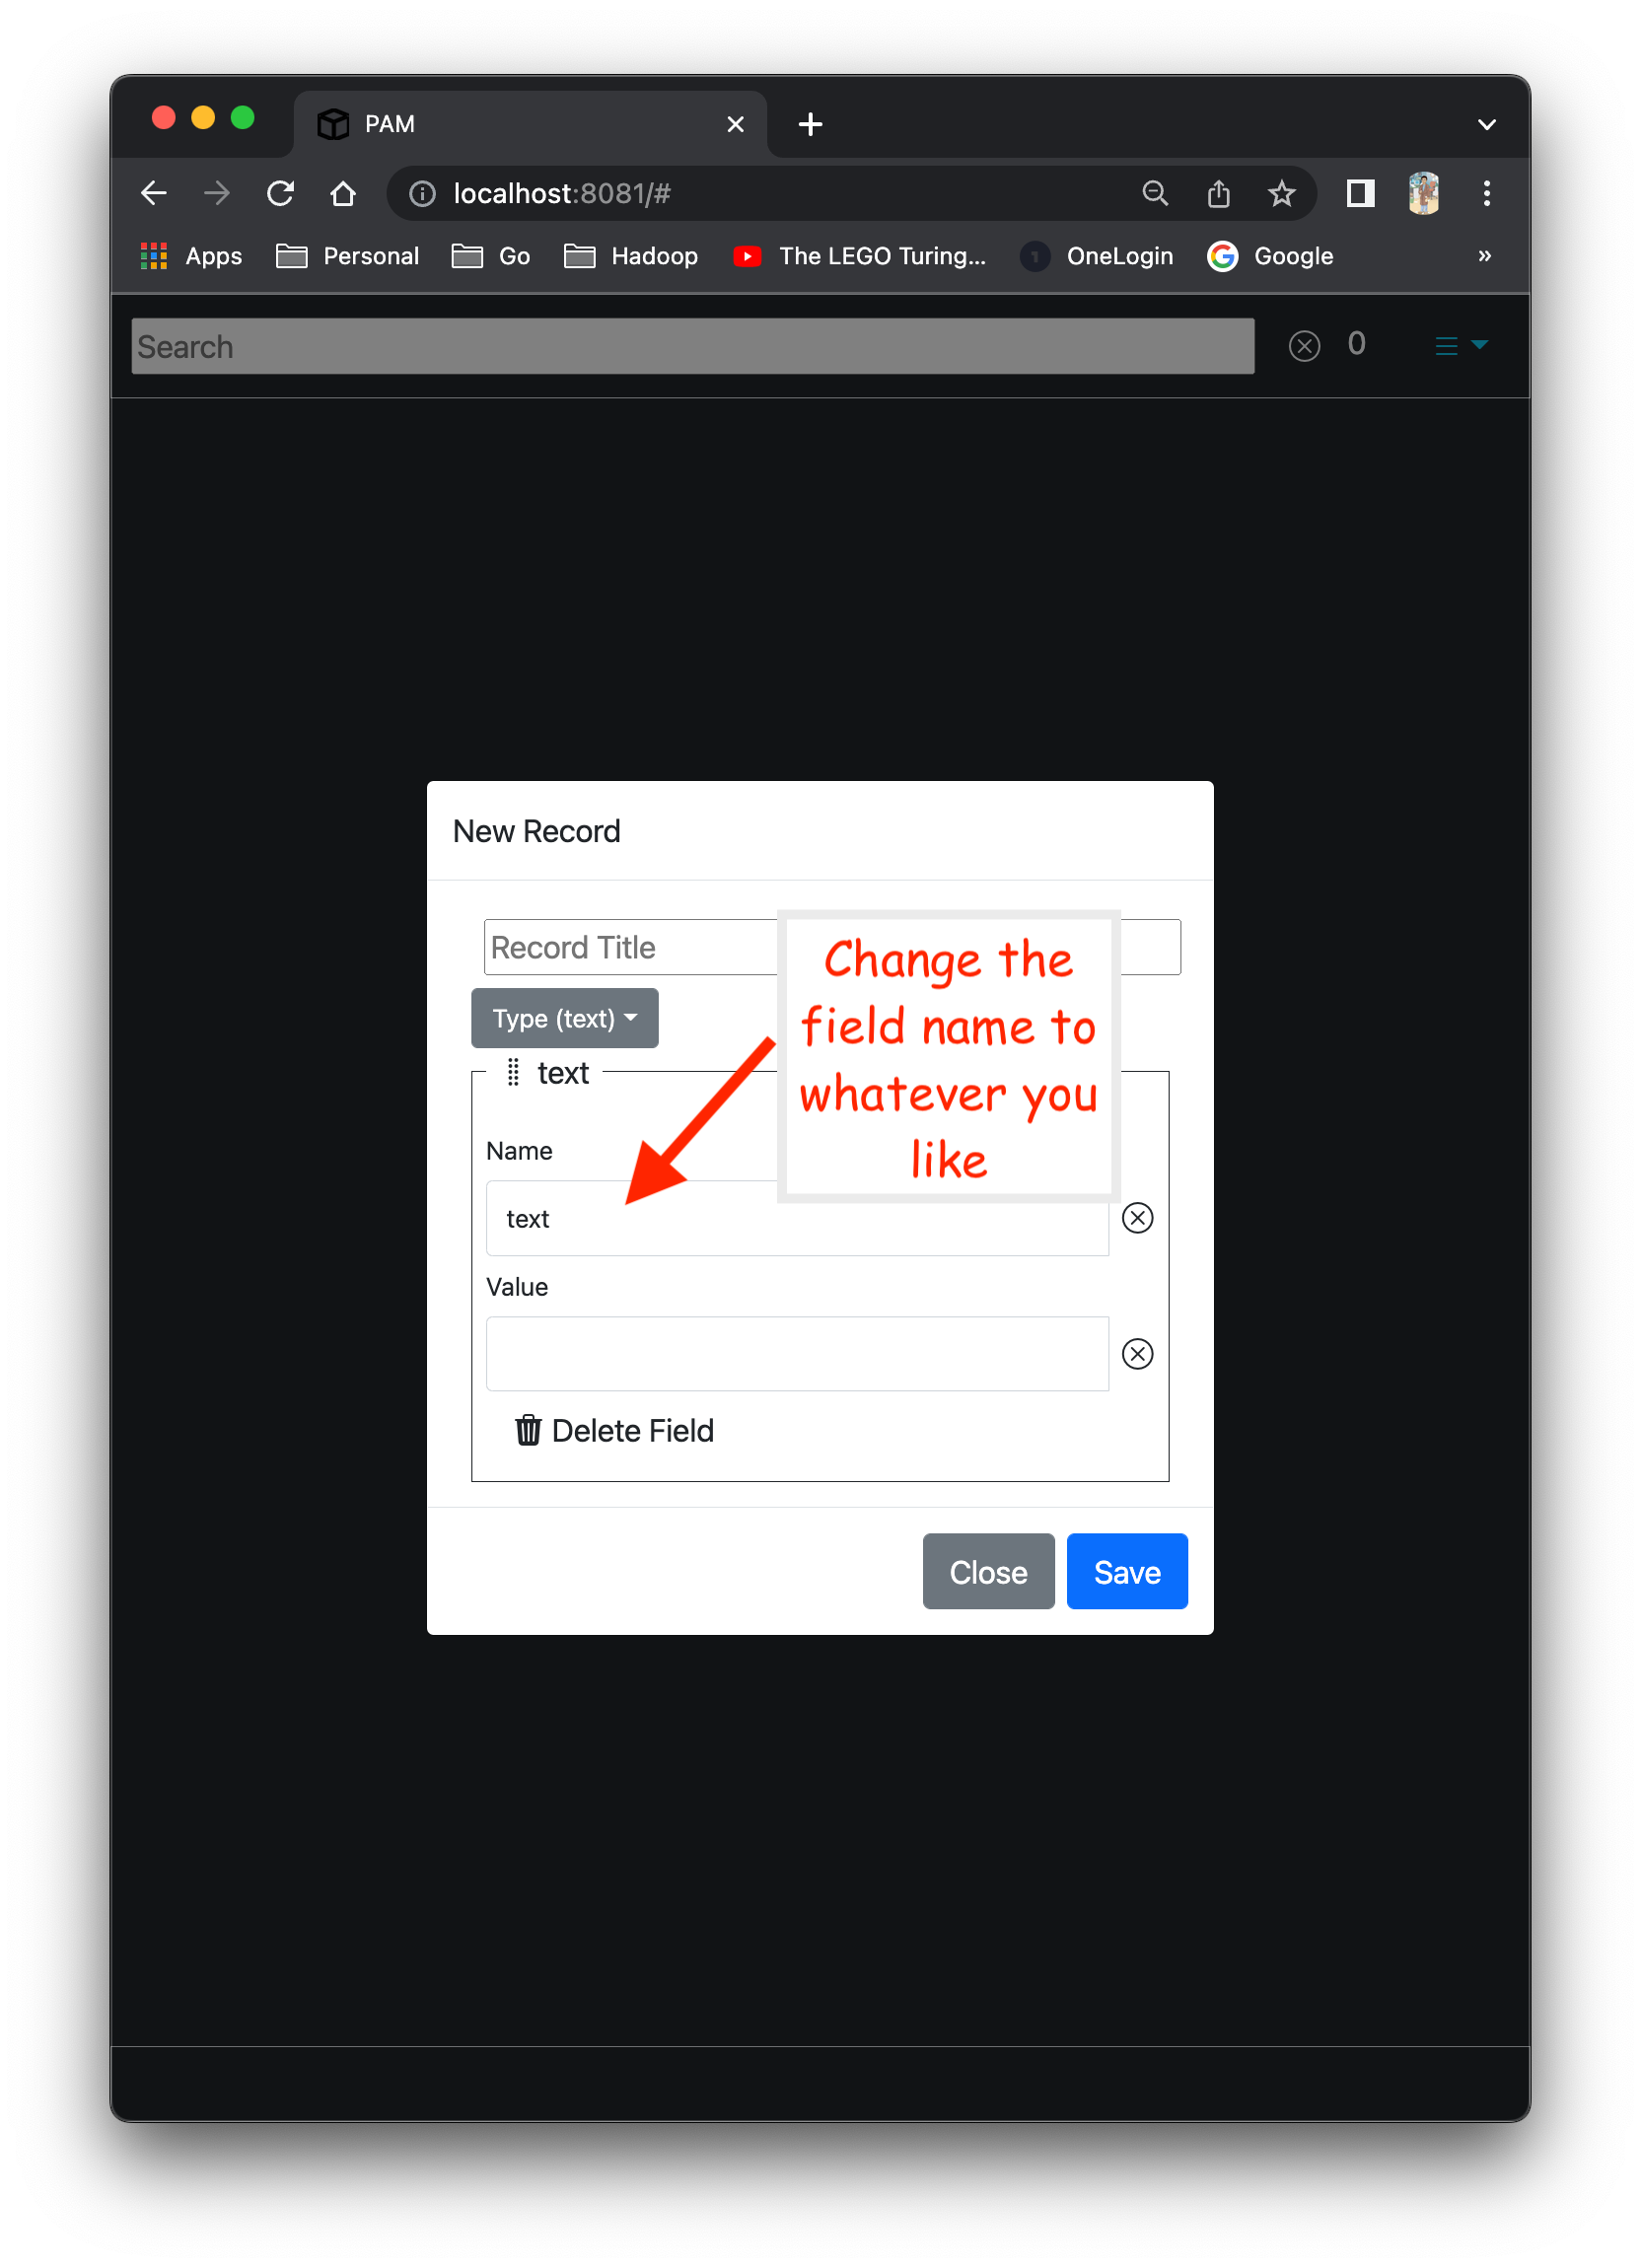 PAM
localhost:8081/#
Apps Personal Go Hadoop The LEGO Turing... OneLogin Google »
Search 0
New Record
Record Title
Type (text)
text
Change the
field name to
whatever you
like
Name
text
Value
Delete Field
Close Save